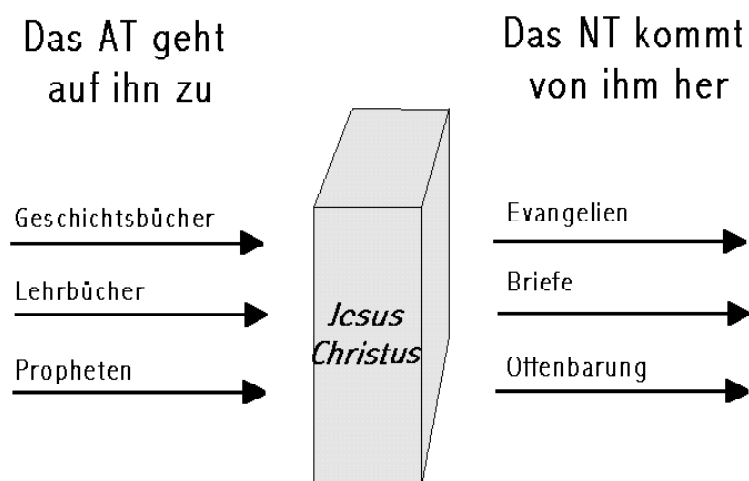 Das AT geht
auf ihn zu
Das NT kommt
von ihm her
Geschichtsbücher
Lehrbücher
Propheten
Jesus
Christus
Evangelien
Briefe
Offenbarung